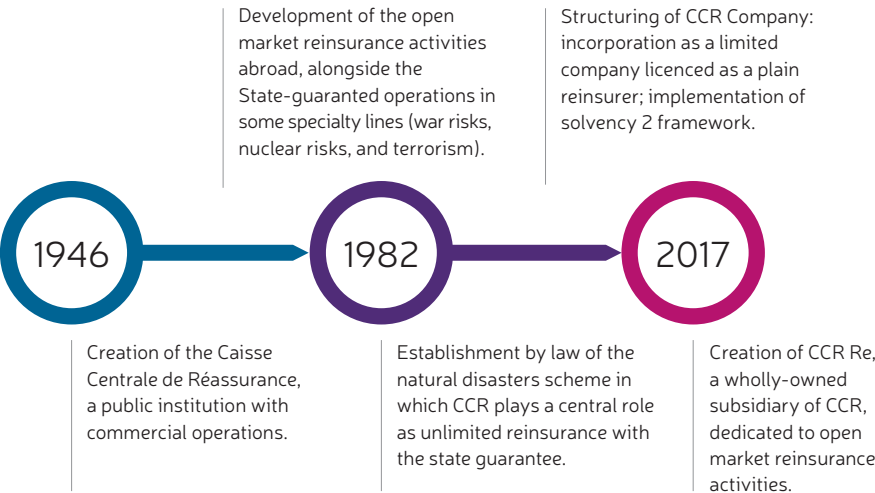 Development of the open
market reinsurance activities
abroad, alongside the
State-guaranted operations in
some specialty lines (war risks,
nuclear risks, and terrorism).
Structuring of CCR Company:
incorporation as a limited
company licenced as a plain
reinsurer; implementation of
solvency 2 framework.
1946
1982
2017
Creation of the Caisse
Centrale de Réassurance,
a public institution with
commercial operations.
Establishment by law of the
natural disasters scheme in
which CCR plays a central role
as unlimited reinsurance with
the state guarantee.
Creation of CCR Re,
a wholly-owned
subsidiary of CCR,
dedicated to open
market reinsurance
activities.